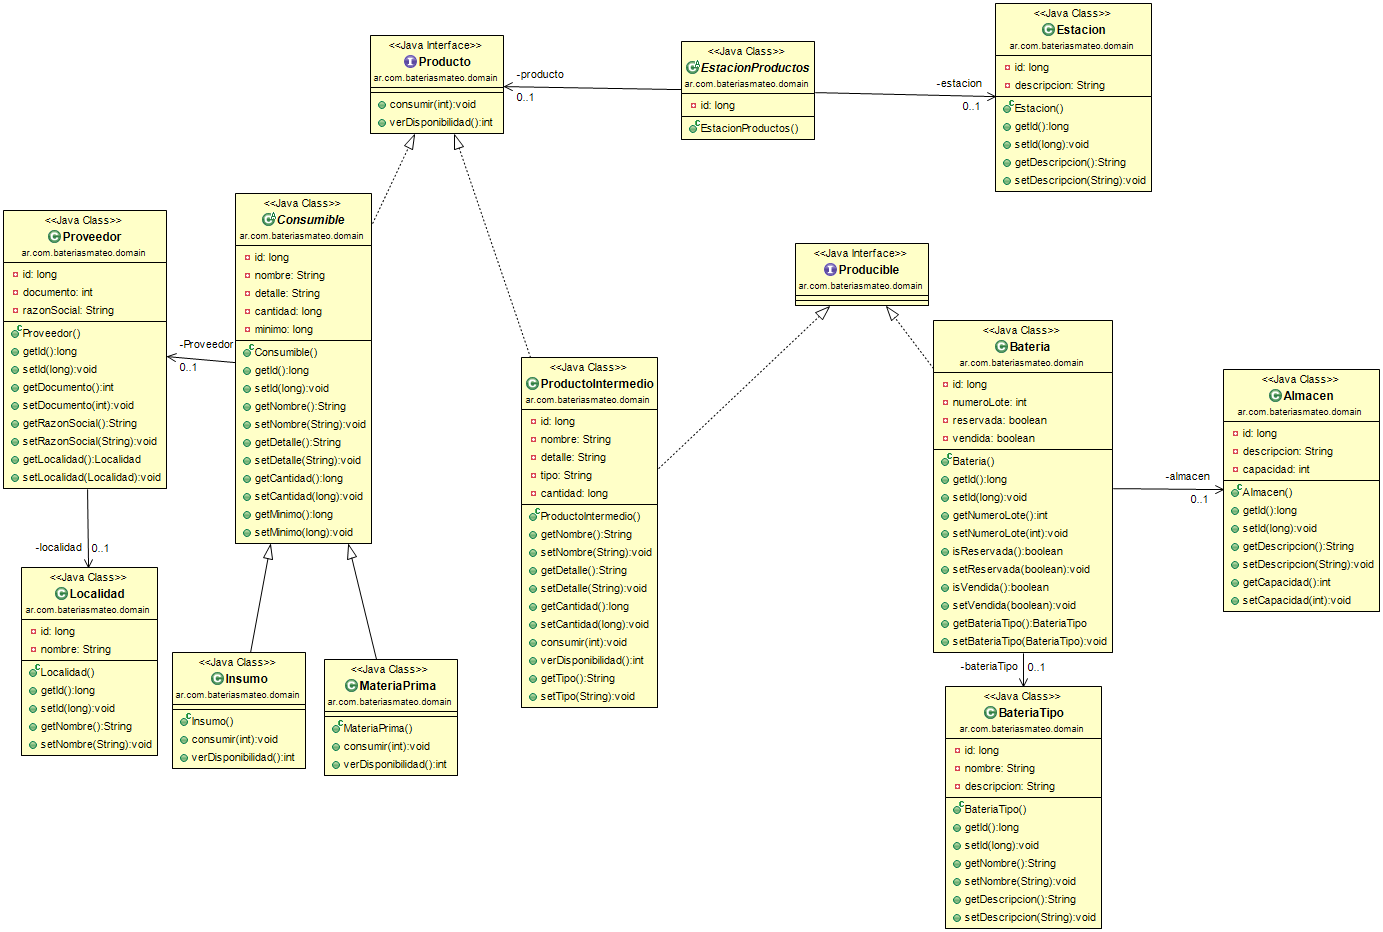 <<Java Class>>
Estacion
ar.com.bateriasmateo.domain
id: long
descripcion: String
Estacion()
getId():long
setId(long):void
getDescripcion():String
setDescripcion(String):void
<<Java Interface>>
Producto
ar.com.bateriasmateo.domain
consumir(int):void
verDisponibilidad():int
-producto
0..1
<<Java Class>>
EstacionProductos
ar.com.bateriasmateo.domain
id: long
EstacionProductos()
-estacion
0..1
<<Java Class>>
Proveedor
ar.com.bateriasmateo.domain
id: long
documento: int
razonSocial: String
Proveedor()
getId():long
setId(long):void
getDocumento():int
setDocumento(int):void
getRazonSocial():String
setRazonSocial(String):void
getLocalidad():Localidad
setLocalidad(Localidad):void
-Proveedor
0..1
<<Java Class>>
Consumible
ar.com.bateriasmateo.domain
id: long
nombre: String
detalle: String
cantidad: long
minimo: long
Consumible()
getId():long
setId(long):void
getNombre():String
setNombre(String):void
getDetalle():String
setDetalle(String):void
getCantidad():long
setCantidad(long):void
getMinimo():long
setMinimo(long):void
<<Java Interface>>
Producible
ar.com.bateriasmateo.domain
<<Java Class>>
ProductoIntermedio
ar.com.bateriasmateo.domain
id: long
nombre: String
detalle: String
tipo: String
cantidad: long
ProductoIntermedio()
getNombre():String
setNombre(String):void
getDetalle():String
setDetalle(String):void
getCantidad():long
setCantidad(long):void
consumir(int):void
verDisponibilidad():int
getTipo():String
setTipo(String):void
<<Java Class>>
Bateria
ar.com.bateriasmateo.domain
id: long
numeroLote: int
reservada: boolean
vendida: boolean
Bateria()
getId():long
setId(long):void
getNumeroLote():int
setNumeroLote(int):void
isReservada():boolean
setReservada(boolean):void
isVendida():boolean
setVendida(boolean):void
getBateriaTipo():BateriaTipo
setBateriaTipo(BateriaTipo):void
-almacen
0..1
<<Java Class>>
Almacen
ar.com.bateriasmateo.domain
id: long
descripcion: String
capacidad: int
Almacen()
getId():long
setId(long):void
getDescripcion():String
setDescripcion(String):void
getCapacidad():int
setCapacidad(int):void
-localidad
0..1
<<Java Class>>
Localidad
ar.com.bateriasmateo.domain
id: long
nombre: String
Localidad()
getId():long
setId(long):void
getNombre():String
setNombre(String):void
<<Java Class>>
Insumo
ar.com.bateriasmateo.domain
Insumo()
consumir(int):void
verDisponibilidad():int
<<Java Class>>
MateriaPrima
ar.com.bateriasmateo.domain
MateriaPrima()
consumir(int):void
verDisponibilidad():int
-bateriaTipo
0..1
<<Java Class>>
BateriaTipo
ar.com.bateriasmateo.domain
id: long
nombre: String
descripcion: String
BateriaTipo()
getId():long
setId(long):void
getNombre():String
setNombre(String):void
getDescripcion():String
setDescripcion(String):void